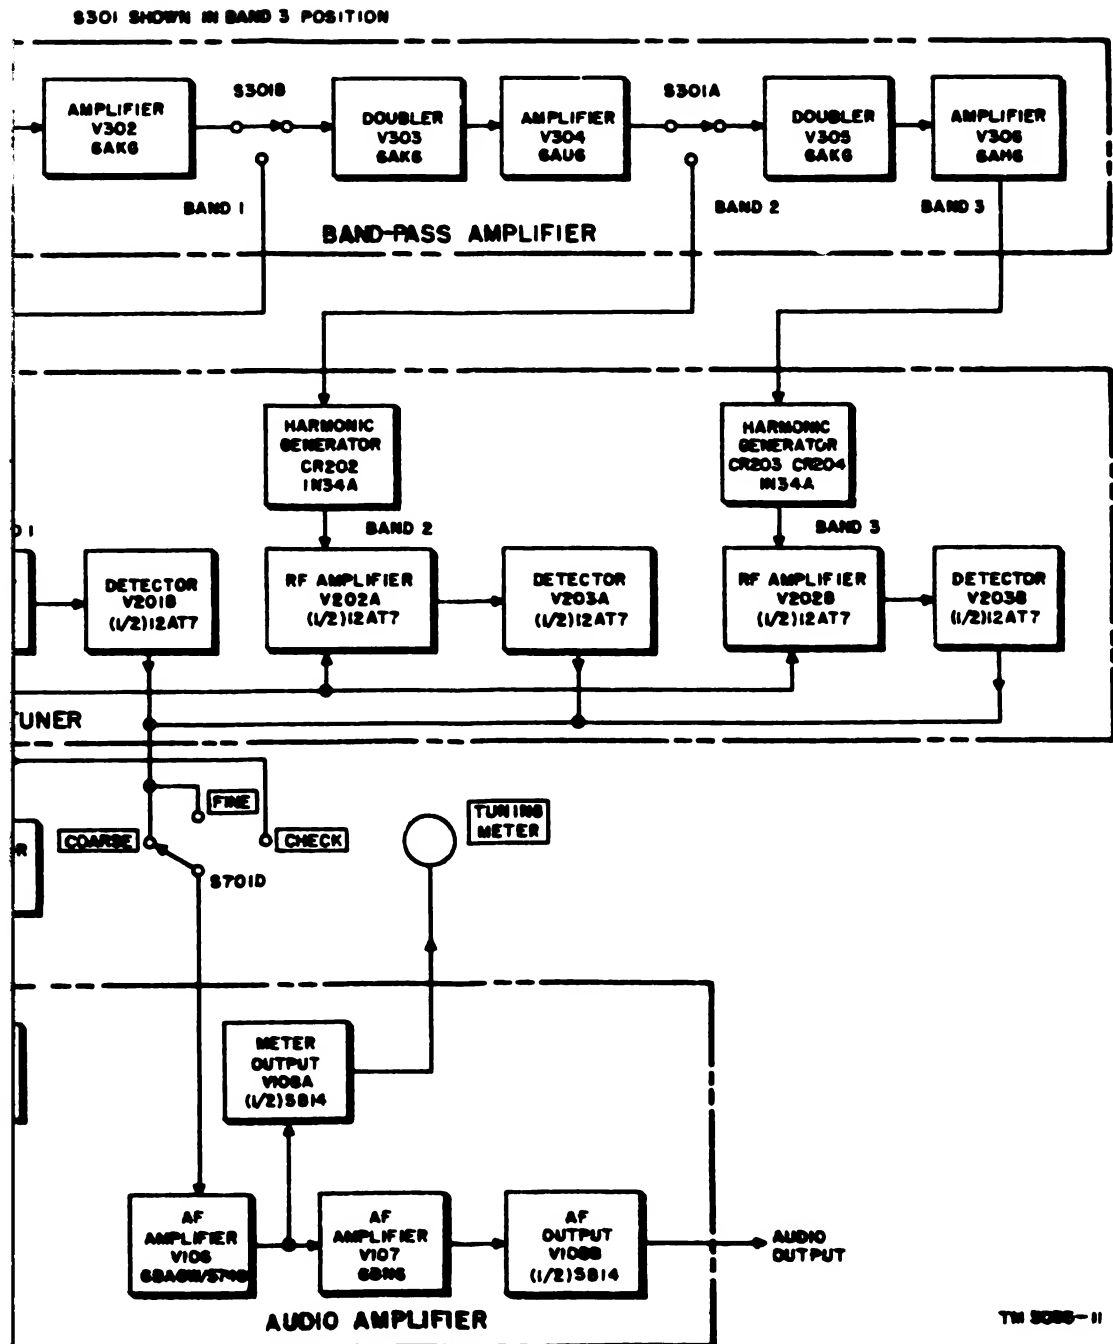 S301 SHOWN IN BAND 3 POSITION
AMPLIFIER
V302
6AK6
S301B
DOUBLER
V303
6AK6
AMPLIFIER
V304
6AU6
S301A
DOUBLER
V305
6AK6
AMPLIFIER
V306
6AH6
BAND 1
BAND 2
BAND 3
BAND-PASS AMPLIFIER
HARMONIC
GENERATOR
CR202
1N34A
HARMONIC
GENERATOR
CR203 CR204
1N34A
D 1
BAND 2
BAND 3
DETECTOR
V201B
(1/2)12AT7
RF AMPLIFIER
V202A
(1/2)12AT7
DETECTOR
V203A
(1/2)12AT7
RF AMPLIFIER
V202B
(1/2)12AT7
DETECTOR
V203B
(1/2)12AT7
TUNER
FINE
COARSE
CHECK
TUNING
METER
R
S701D
METER
OUTPUT
V108A
(1/2)5814
AF
AMPLIFIER
V106
AF
AMPLIFIER
V107
6BH6
AF
OUTPUT
V108B
(1/2)5814
AUDIO
OUTPUT
AUDIO AMPLIFIER